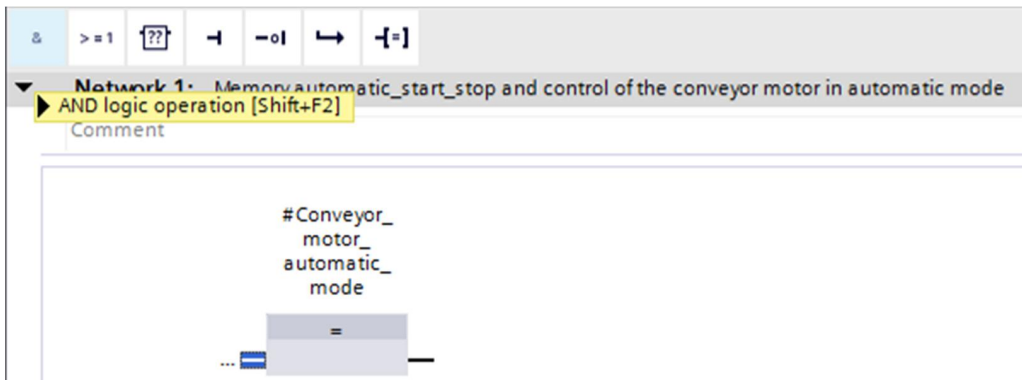 & >=1 ?? [=]
Network 1: Memory automatic_start_stop and control of the conveyor motor in automatic mode
AND logic operation [Shift+F2]
Comment
#Conveyor_
motor_
automatic_
mode
=
...